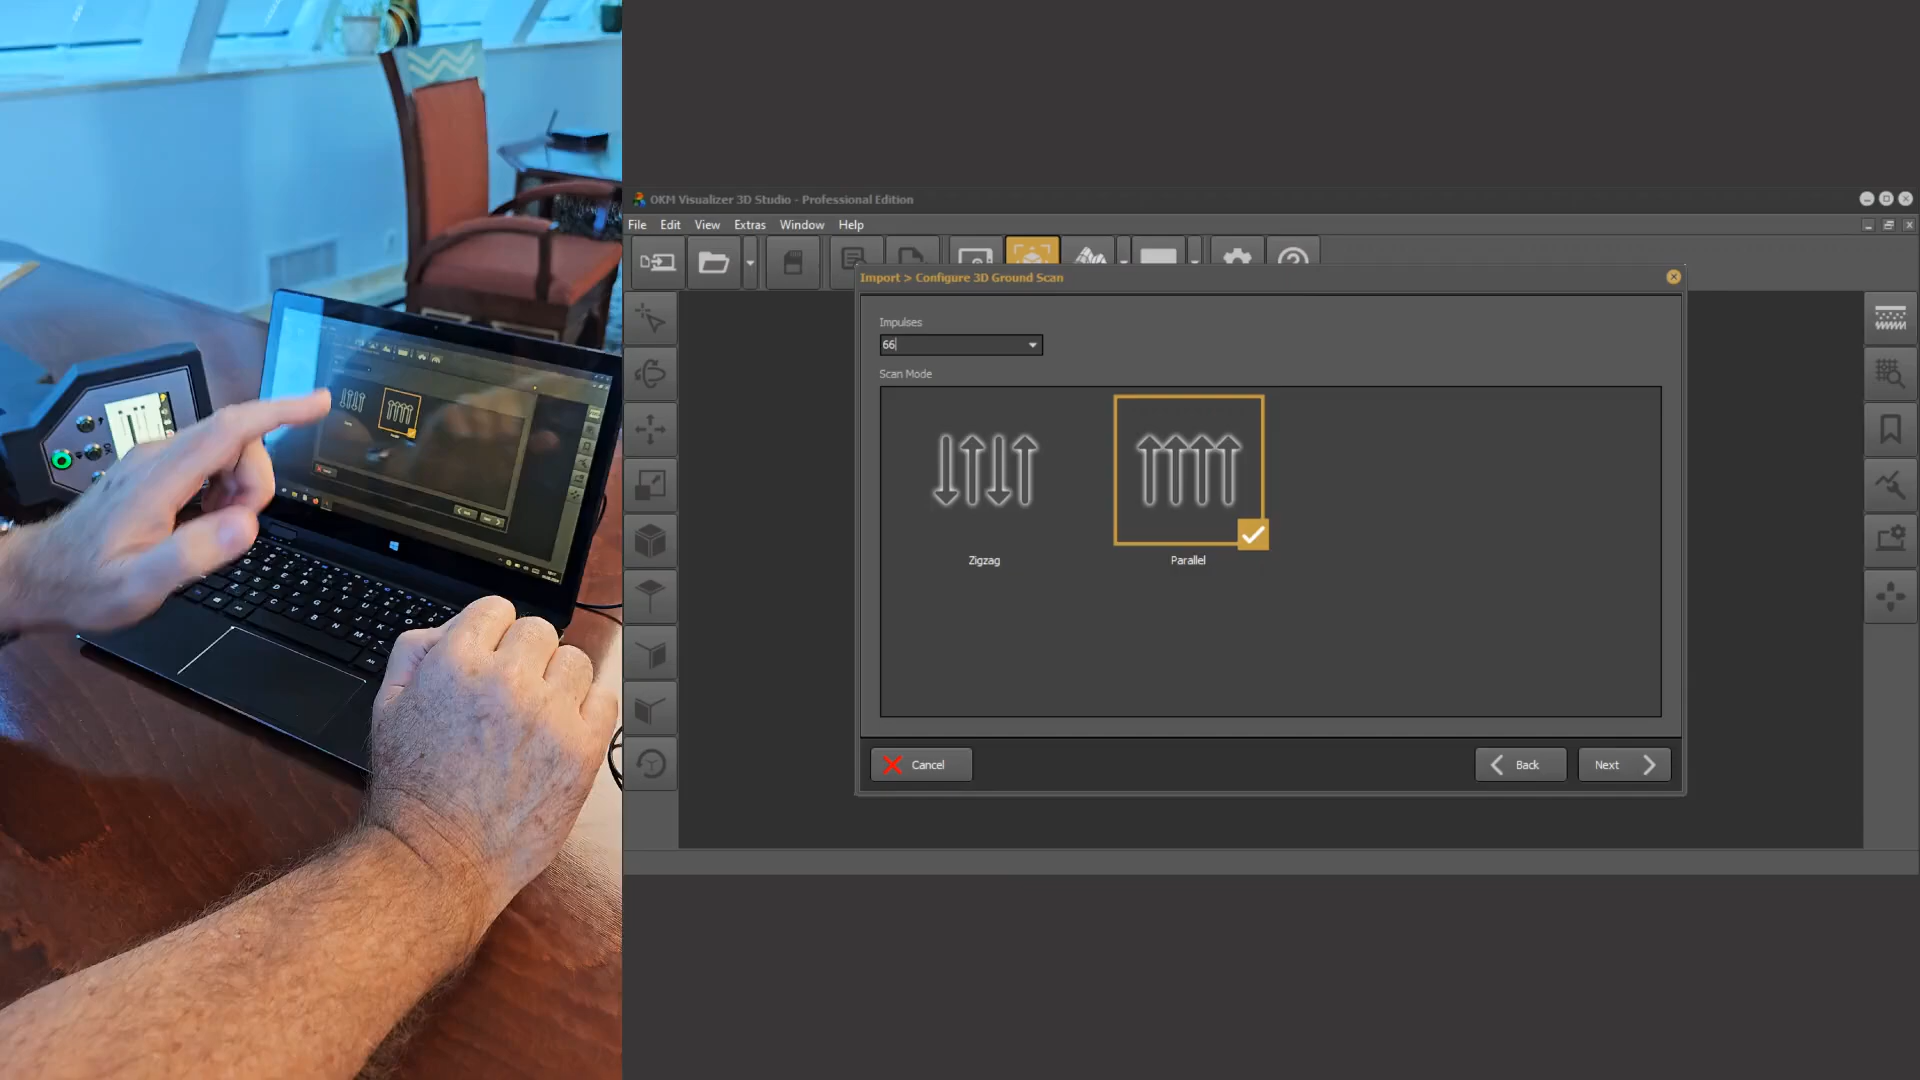 OKM Visualizer 3D Studio - Professional Edition
File Edit View Extras Window Help
Import > Configure 3D Ground Scan
Impulses
66
Scan Mode
Zigzag
Parallel
Cancel
Back
Next